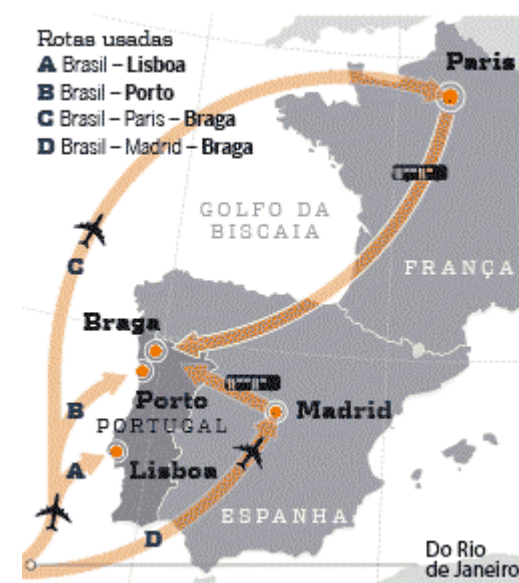 Rotas usadas
A Brasil – Lisboa
B Brasil – Porto
C Brasil – Paris – Braga
D Brasil – Madrid – Braga
Paris
GOLFO DA
BISCAIA
C
FRANÇA
Braga
B
Porto
Madrid
PORTUGAL
A
Lisboa
ESPANHA
D
Do Rio
de Janeiro